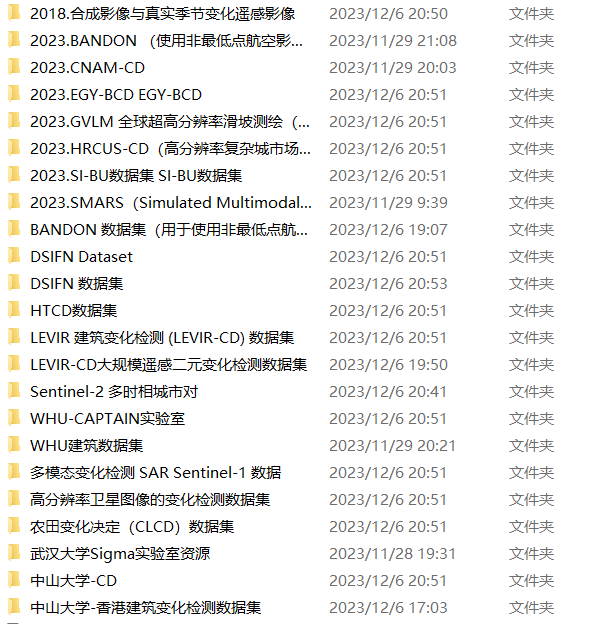 2018.合成影像与真实季节变化遥感影像 2023/12/6 20:50 文件夹
2023.BANDON （使用非最低点航空影... 2023/11/29 21:08 文件夹
2023.CNAM-CD 2023/11/29 20:03 文件夹
2023.EGY-BCD EGY-BCD 2023/12/6 20:51 文件夹
2023.GVLM 全球超高分辨率滑坡测绘（... 2023/12/6 20:51 文件夹
2023.HRCUS-CD（高分辨率复杂城市场... 2023/12/6 20:51 文件夹
2023.SI-BU数据集 SI-BU数据集 2023/12/6 20:51 文件夹
2023.SMARS（Simulated Multimodal... 2023/11/29 9:39 文件夹
BANDON 数据集（用于使用非最低点航... 2023/12/6 19:07 文件夹
DSIFN Dataset 2023/12/6 20:51 文件夹
DSIFN 数据集 2023/12/6 20:53 文件夹
HTCD数据集 2023/12/6 20:51 文件夹
LEVIR 建筑变化检测 (LEVIR-CD) 数据集 2023/12/6 20:51 文件夹
LEVIR-CD大规模遥感二元变化检测数据集 2023/12/6 19:50 文件夹
Sentinel-2 多时相城市对 2023/12/6 20:41 文件夹
WHU-CAPTAIN实验室 2023/12/6 20:51 文件夹
WHU建筑数据集 2023/11/29 20:21 文件夹
多模态变化检测 SAR Sentinel-1 数据 2023/12/6 20:51 文件夹
高分辨率卫星图像的变化检测数据集 2023/12/6 20:51 文件夹
农田变化决定（CLCD）数据集 2023/12/6 20:51 文件夹
武汉大学Sigma实验室资源 2023/11/28 19:31 文件夹
中山大学-CD 2023/12/6 20:51 文件夹
中山大学-香港建筑变化检测数据集 2023/12/6 17:03 文件夹